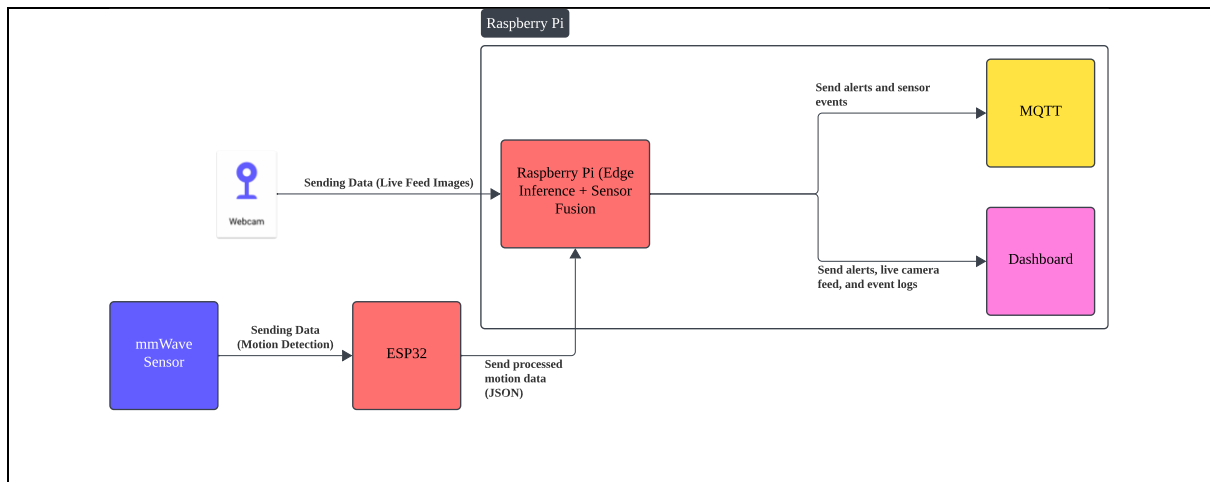 Raspberry Pi
Send alerts and sensor
events
MQTT
Raspberry Pi (Edge
Inference + Sensor
Fusion
Sending Data (Live Feed Images)
Webcam
Dashboard
Send alerts, live camera
feed, and event logs
Sending Data
(Motion Detection)
mmWave
Sensor
ESP32
Send processed
motion data
(JSON)